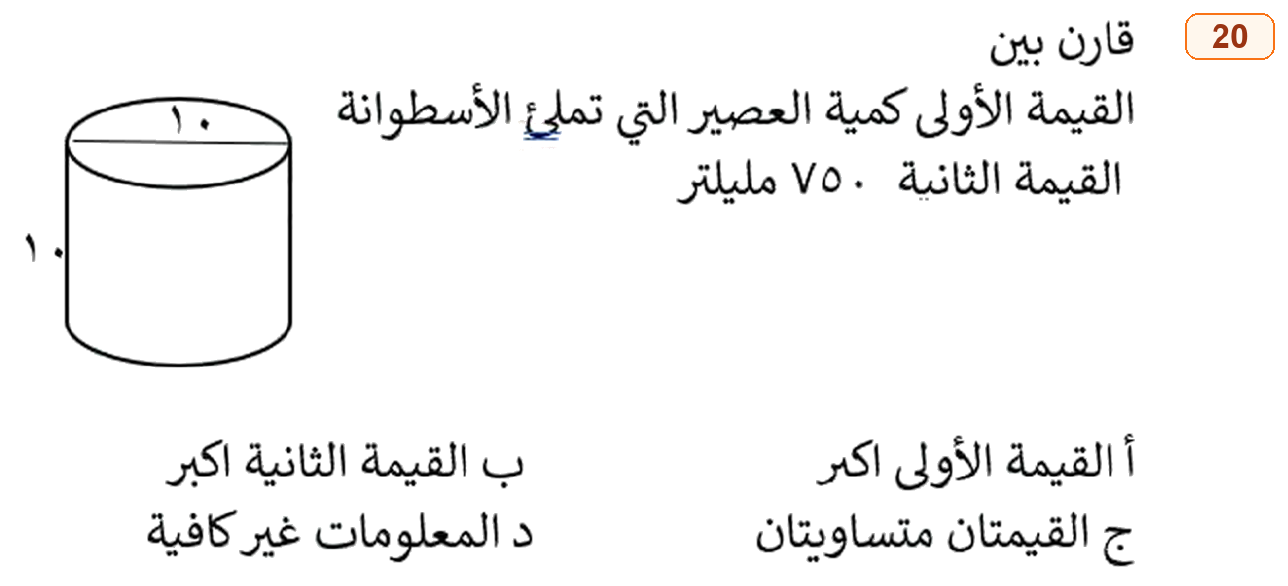 20
قارن بين
القيمة الأولى كمية العصير التي تملئ الأسطوانة
القيمة الثانية ٧٥٠ مليلتر
١٠
١٠
أ القيمة الأولى اكبر
ب القيمة الثانية اكبر
ج القيمتان متساويتان
د المعلومات غير كافية